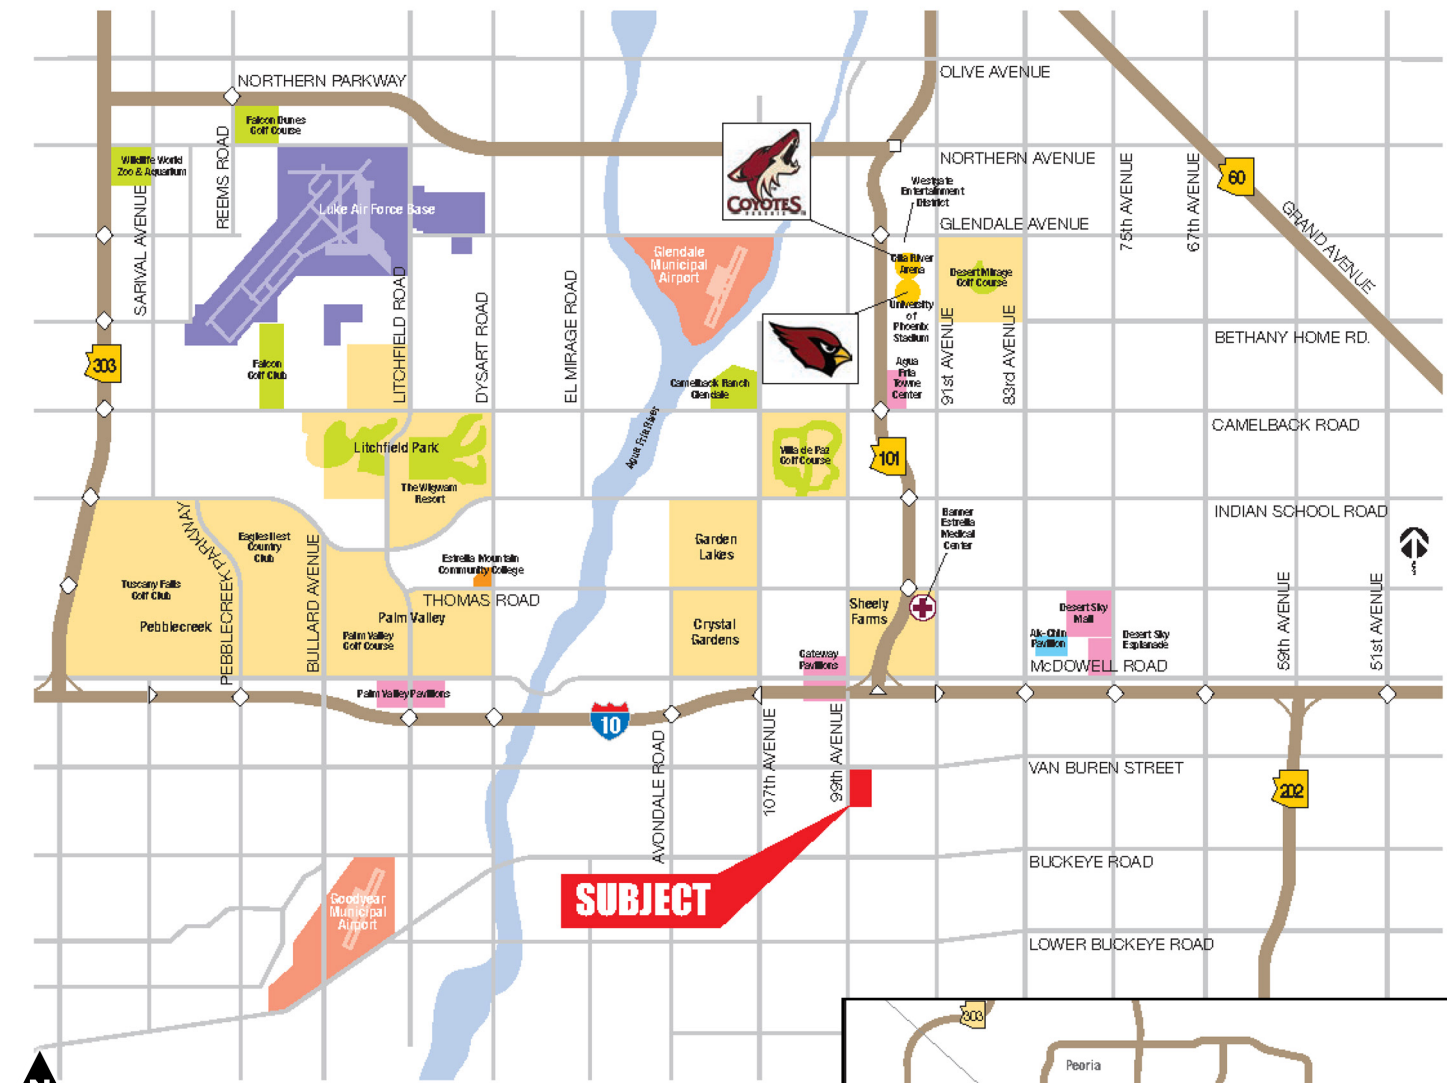 OLIVE AVENUE
NORTHERN PARKWAY
Falcon Dunes
Golf Course
Wildlife World
Zoo & Aquarium
REEMS ROAD
SARIVAL AVENUE
Luke Air Force Base
COYOTES
PHOENIX
NORTHERN AVENUE
75th AVENUE
67th AVENUE
60
GRAND AVENUE
Westgate
Entertainment
District
GLENDALE AVENUE
Glendale
Municipal
Airport
Gila River
Arena
Desert Mirage
Golf Course
University
of
Phoenix
Stadium
91st AVENUE
83rd AVENUE
BETHANY HOME RD.
LITCHFIELD ROAD
DYSART ROAD
EL MIRAGE ROAD
303
Falcon
Golf Club
Camelback Ranch
Glendale
Agua
Fria
Towne
Center
Agua Fria River
CAMELBACK ROAD
Litchfield Park
Villa de Paz
Golf Course
101
The Wigwam
Resort
INDIAN SCHOOL ROAD
PEBBLECREEK PARKWAY
EaglesNest
Country
Club
BULLARD AVENUE
Garden
Lakes
Banner
Estrella
Medical
Center
Estrella Mountain
Community College
Tuscany Falls
Golf Club
THOMAS ROAD
Pebblecreek
Palm Valley
Palm Valley
Golf Course
Crystal
Gardens
Sheely
Farms
Desert Sky
Mall
Ak-Chin
Pavilion
Desert Sky
Esplanade
59th AVENUE
51st AVENUE
Gateway
Pavilions
McDOWELL ROAD
Palm Valley Pavilions
10
AVONDALE ROAD
107th AVENUE
99th AVENUE
VAN BUREN STREET
202
BUCKEYE ROAD
SUBJECT
Goodyear
Municipal
Airport
LOWER BUCKEYE ROAD
303
Peoria
N